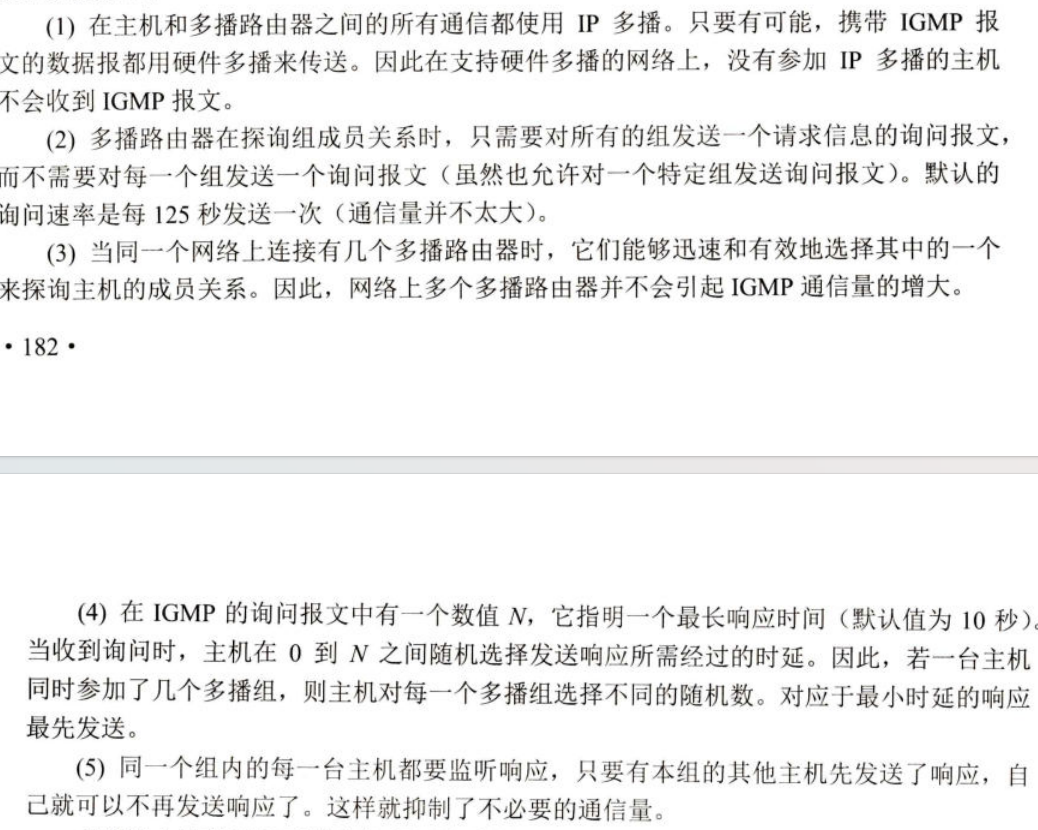 (1) 在主机和多播路由器之间的所有通信都使用 IP 多播。只要有可能，携带 IGMP 报
文的数据报都用硬件多播来传送。因此在支持硬件多播的网络上，没有参加 IP 多播的主机
不会收到 IGMP 报文。
(2) 多播路由器在探询组成员关系时，只需要对所有的组发送一个请求信息的询问报文，
而不需要对每一个组发送一个询问报文（虽然也允许对一个特定组发送询问报文）。默认的
询问速率是每 125 秒发送一次（通信量并不太大）。
(3) 当同一个网络上连接有几个多播路由器时，它们能够迅速和有效地选择其中的一个
来探询主机的成员关系。因此，网络上多个多播路由器并不会引起 IGMP 通信量的增大。
• 182 •
(4) 在 IGMP 的询问报文中有一个数值 N，它指明一个最长响应时间（默认值为 10 秒）。
当收到询问时，主机在 0 到 N 之间随机选择发送响应所需经过的时延。因此，若一台主机
同时参加了几个多播组，则主机对每一个多播组选择不同的随机数。对应于最小时延的响应
最先发送。
(5) 同一个组内的每一台主机都要监听响应，只要有本组的其他主机先发送了响应，自
己就可以不再发送响应了。这样就抑制了不必要的通信量。